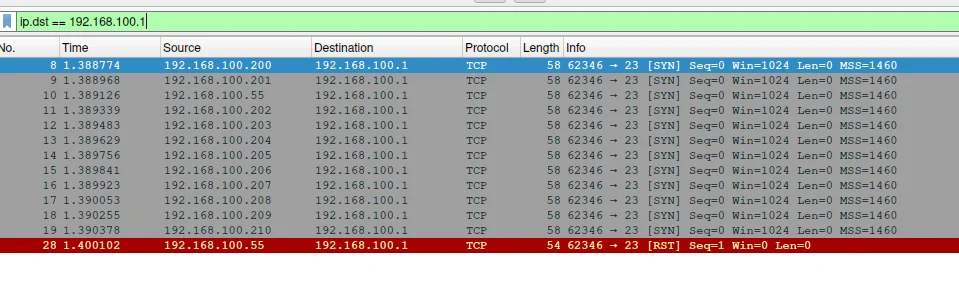 ip.dst == 192.168.100.1
No. Time Source Destination Protocol Length Info
8 1.388774 192.168.100.200 192.168.100.1 TCP 58 62346 → 23 [SYN] Seq=0 Win=1024 Len=0 MSS=1460
9 1.388968 192.168.100.201 192.168.100.1 TCP 58 62346 → 23 [SYN] Seq=0 Win=1024 Len=0 MSS=1460
10 1.389126 192.168.100.55 192.168.100.1 TCP 58 62346 → 23 [SYN] Seq=0 Win=1024 Len=0 MSS=1460
11 1.389339 192.168.100.202 192.168.100.1 TCP 58 62346 → 23 [SYN] Seq=0 Win=1024 Len=0 MSS=1460
12 1.389483 192.168.100.203 192.168.100.1 TCP 58 62346 → 23 [SYN] Seq=0 Win=1024 Len=0 MSS=1460
13 1.389629 192.168.100.204 192.168.100.1 TCP 58 62346 → 23 [SYN] Seq=0 Win=1024 Len=0 MSS=1460
14 1.389756 192.168.100.205 192.168.100.1 TCP 58 62346 → 23 [SYN] Seq=0 Win=1024 Len=0 MSS=1460
15 1.389841 192.168.100.206 192.168.100.1 TCP 58 62346 → 23 [SYN] Seq=0 Win=1024 Len=0 MSS=1460
16 1.389923 192.168.100.207 192.168.100.1 TCP 58 62346 → 23 [SYN] Seq=0 Win=1024 Len=0 MSS=1460
17 1.390053 192.168.100.208 192.168.100.1 TCP 58 62346 → 23 [SYN] Seq=0 Win=1024 Len=0 MSS=1460
18 1.390255 192.168.100.209 192.168.100.1 TCP 58 62346 → 23 [SYN] Seq=0 Win=1024 Len=0 MSS=1460
19 1.390378 192.168.100.210 192.168.100.1 TCP 58 62346 → 23 [SYN] Seq=0 Win=1024 Len=0 MSS=1460
28 1.400102 192.168.100.55 192.168.100.1 TCP 54 62346 → 23 [RST] Seq=1 Win=0 Len=0